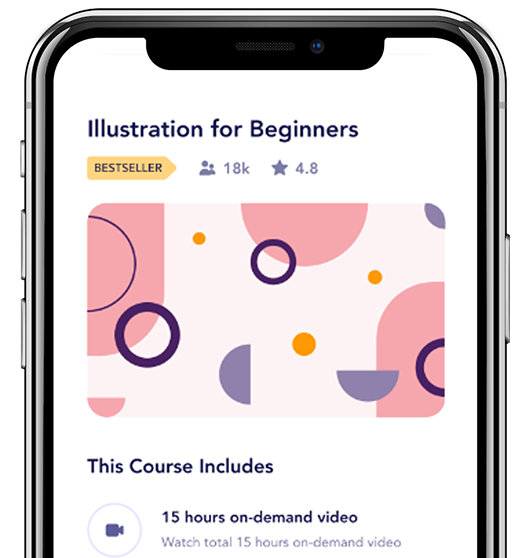 Illustration for Beginners
BESTSELLER 18k 4.8
This Course Includes
15 hours on-demand video
Watch total 15 hours on-demand video